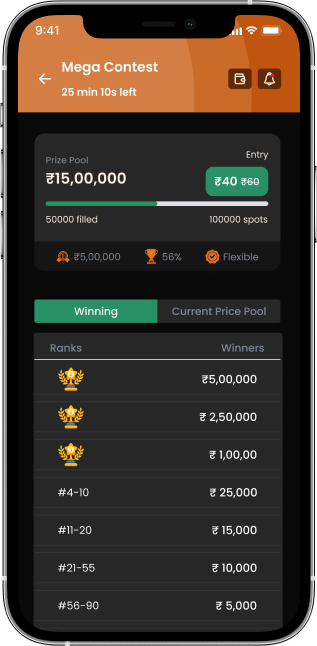 9:41
Mega Contest
25 min 10s left
Entry
Prize Pool
₹15,00,000
₹40 ₹60
50000 filled 100000 spots
₹5,00,000 56% Flexible
Winning Current Price Pool
Ranks Winners
₹5,00,000
₹ 2,50,000
₹ 1,00,00
#4-10 ₹ 25,000
#11-20 ₹ 15,000
#21-55 ₹ 10,000
#56-90 ₹ 5,000